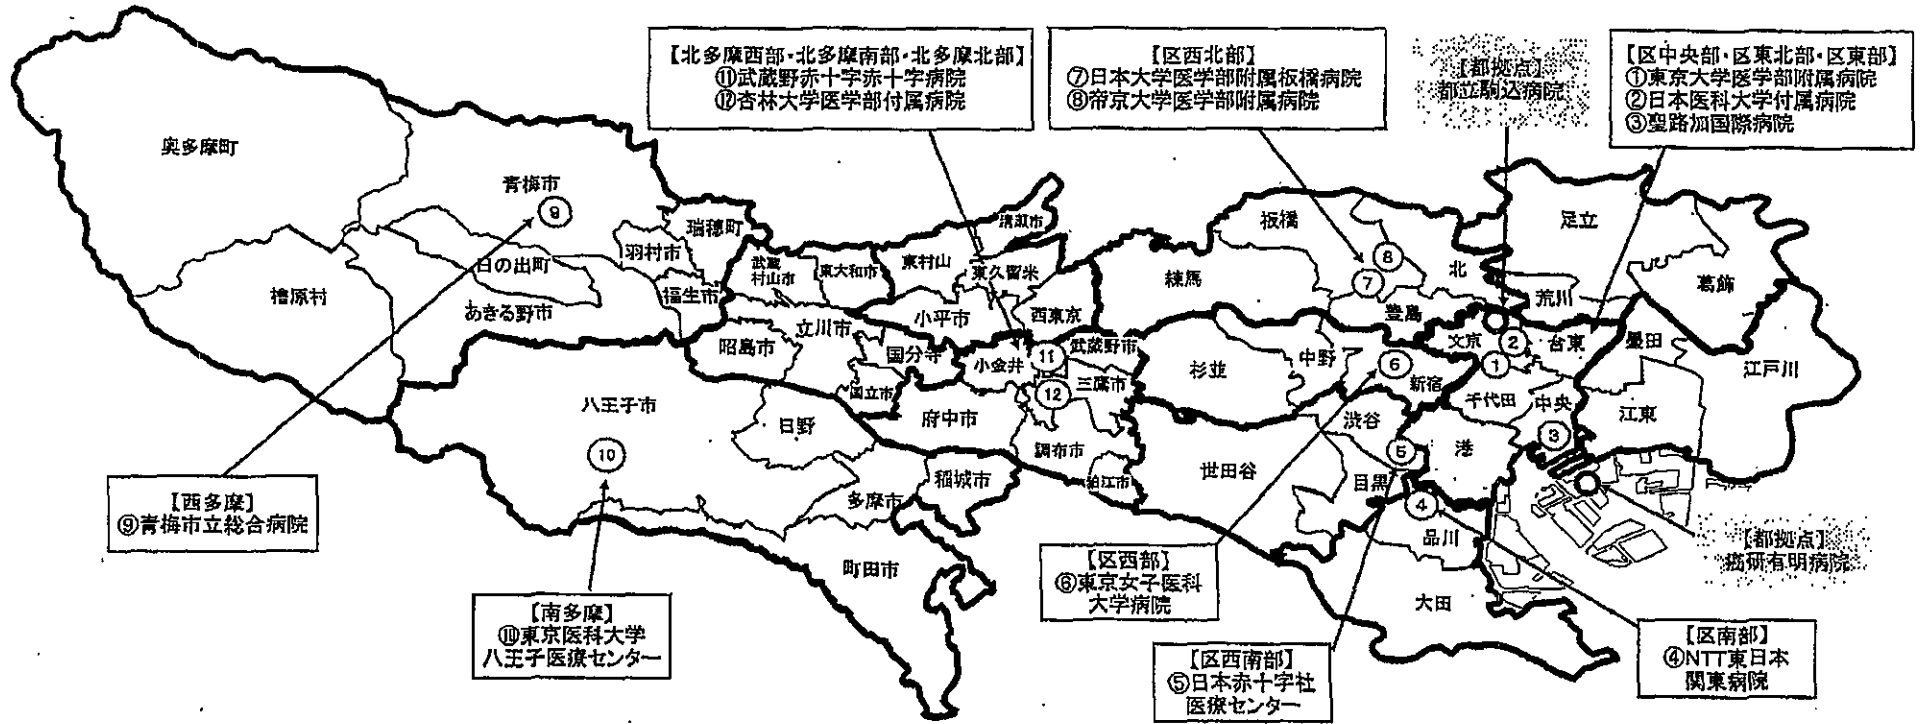 【北多摩西部・北多摩南部・北多摩北部】
⑪武蔵野赤十字赤十字病院
⑫杏林大学医学部付属病院
【区西北部】
⑦日本大学医学部附属板橋病院
⑧帝京大学医学部附属病院
【都拠点】
都立駒込病院
【区中央部・区東北部・区東部】
①東京大学医学部附属病院
②日本医科大学付属病院
③聖路加国際病院
奥多摩町
青梅市
⑨
瑞穂町
羽村市
日の出町
福生市
檜原村
あきる野市
武蔵
村山市
東大和市
東村山
清瀬市
東久留米
小平市
西東京
立川市
昭島市
国分寺
国立市
小金井
⑪
武蔵野市
⑫
三鷹市
府中市
調布市
狛江市
八王子市
⑩
日野
多摩市
稲城市
町田市
板橋
練馬
⑧
⑦
北
豊島
足立
荒川
葛飾
文京
②
①
台東
墨田
江戸川
杉並
中野
⑥
新宿
千代田
中央
③
江東
渋谷
⑤
港
世田谷
目黒
④
品川
大田
【西多摩】
⑨青梅市立総合病院
【南多摩】
⑩東京医科大学
八王子医療センター
【区西部】
⑥東京女子医科
大学病院
【区西南部】
⑤日本赤十字社
医療センター
【都拠点】
癌研有明病院
【区南部】
④NTT東日本
関東病院